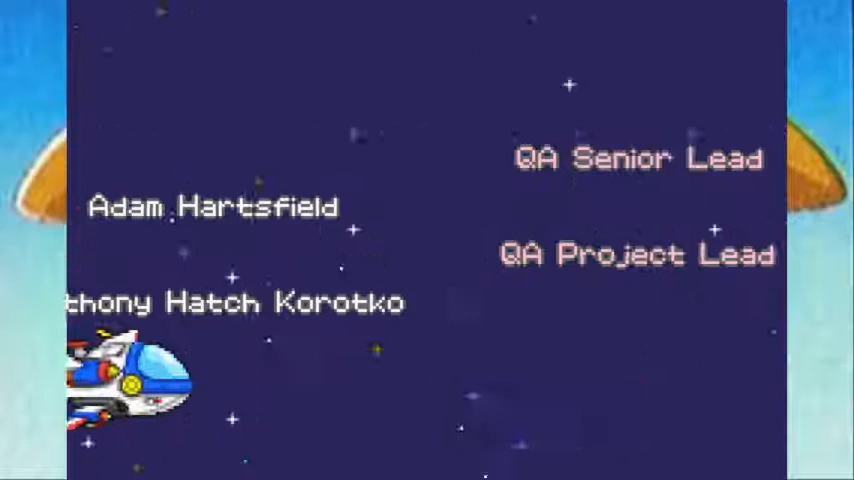 QA Senior Lead
Adam Hartsfield
QA Project Lead
thony Hatch Korotko